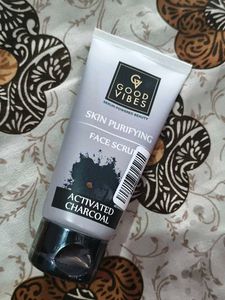 GOOD
VIBES
SKIN PURIFYING
FACE SCRUB
ACTIVATED
CHARCOAL